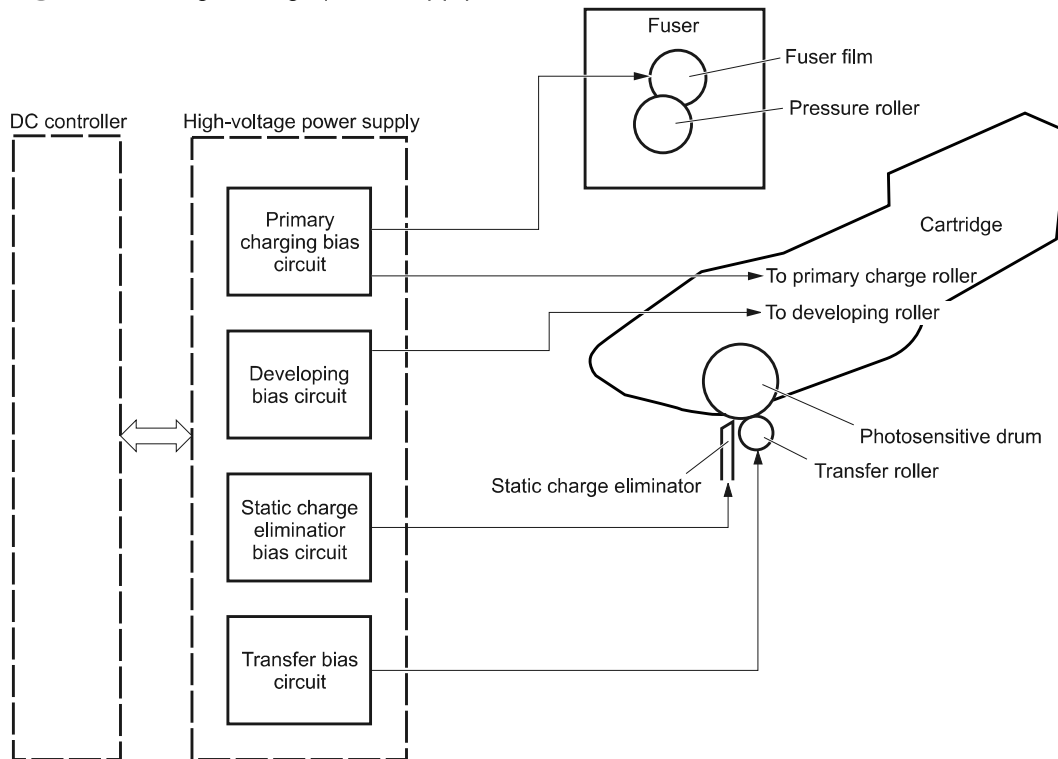 Fuser
Fuser film
Pressure roller
DC controller
High-voltage power supply
Primary
charging bias
circuit
Cartridge
To primary charge roller
To developing roller
Developing
bias circuit
Photosensitive drum
Transfer roller
Static charge eliminator
Static charge
eliminatior
bias circuit
Transfer bias
circuit